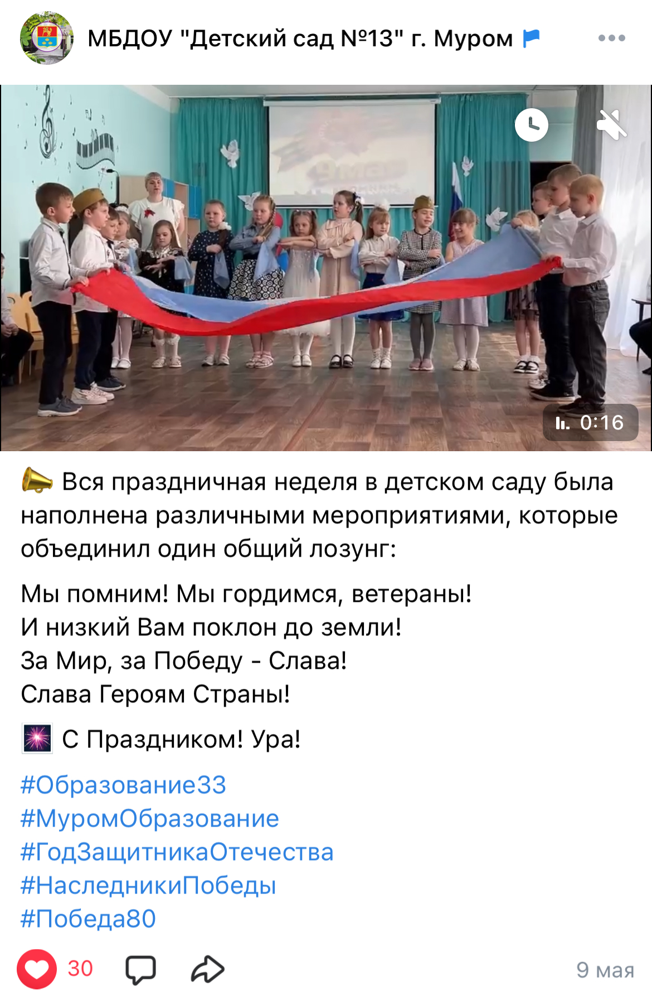 МБДОУ "Детский сад №13" г. Муром
9 мая
0:16
Вся праздничная неделя в детском саду была
наполнена различными мероприятиями, которые
объединил один общий лозунг:
Мы помним! Мы гордимся, ветераны!
И низкий Вам поклон до земли!
За Мир, за Победу - Слава!
Слава Героям Страны!
С Праздником! Ура!
#Образование33
#МуромОбразование
#ГодЗащитникаОтечества
#НаследникиПобеды
#Победа80
30
9 мая